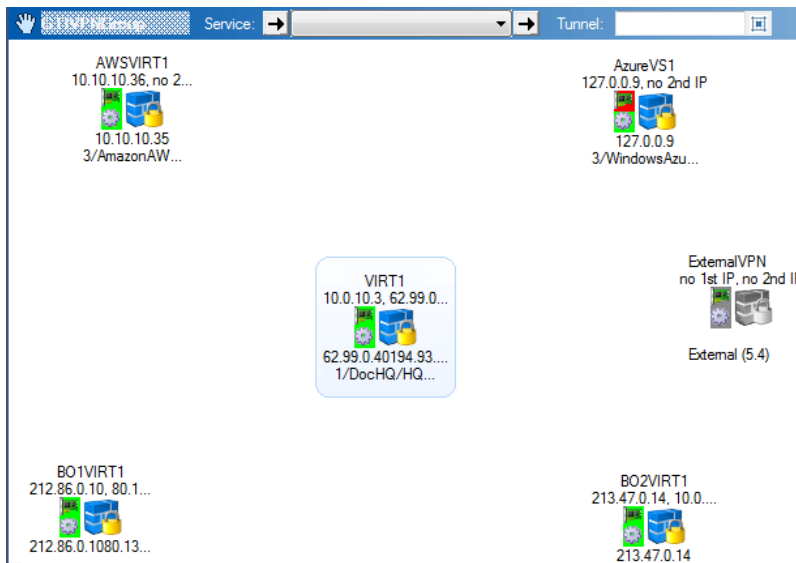 Service:
Tunnel:
AWSVIRT1
10.10.10.36, no 2...
10.10.10.35
3/AmazonAW...
AzureVS1
127.0.0.9, no 2nd IP
127.0.0.9
3/WindowsAzu...
ExternalVPN
no 1st IP, no 2nd I
External (5.4)
VIRT1
10.0.10.3, 62.99.0...
62.99.0.40194.93....
1/DocHQ/HQ...
BO1VIRT1
212.86.0.10, 80.1...
212.86.0.1080.13...
BO2VIRT1
213.47.0.14, 10.0....
213.47.0.14